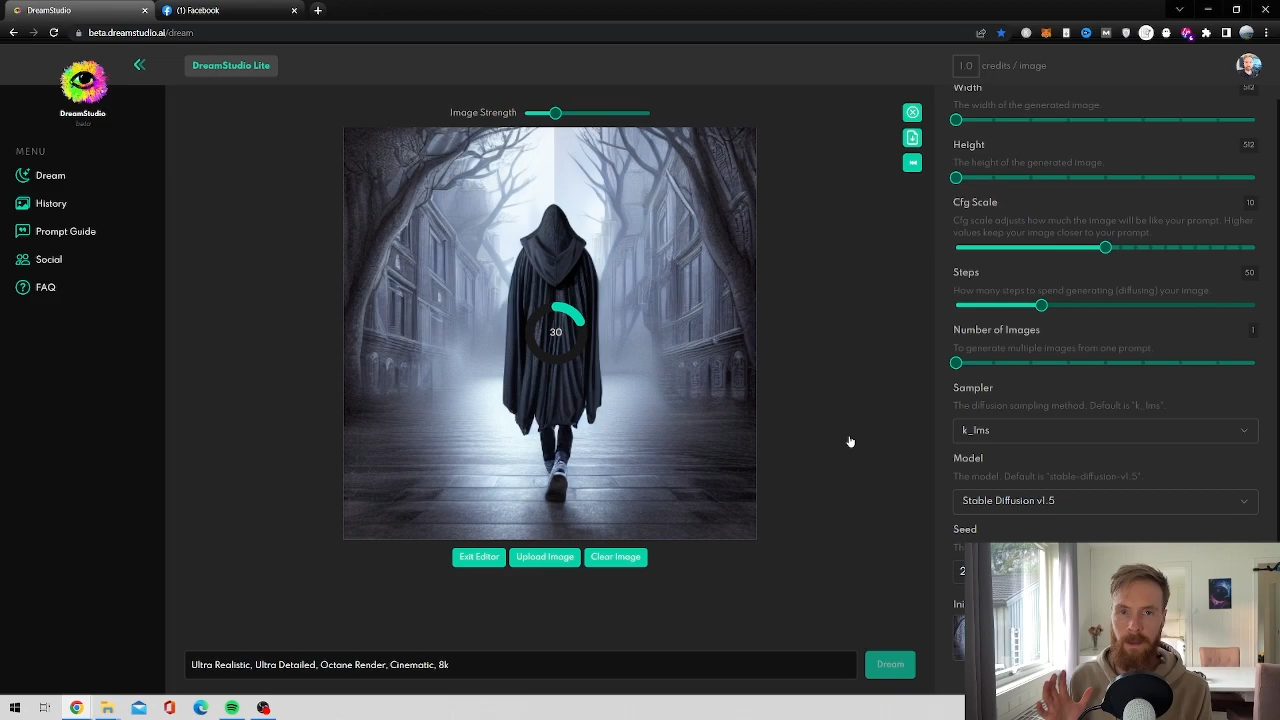 DreamStudio
(1) Facebook
beta.dreamstudio.ai/dream
DreamStudio
beta
DreamStudio Lite
1.0 credits / image
MENU
Dream
History
Prompt Guide
Social
FAQ
Image Strength
30
Exit Editor
Upload Image
Clear Image
Ultra Realistic, Ultra Detailed, Octane Render, Cinematic, 8k
Dream
Width 512
The width of the generated image.
Height 512
The height of the generated image.
Cfg Scale 10
Cfg scale adjusts how much the image will be like your prompt. Higher
values keep your image closer to your prompt.
Steps 50
How many steps to spend generating (diffusing) your image.
Number of Images 1
To generate multiple images from one prompt.
Sampler
The diffusion sampling method. Default is "k_lms".
k_lms
Model
The model. Default is "stable-diffusion-v1.5".
Stable Diffusion v1.5
Seed
Th
2
Ini